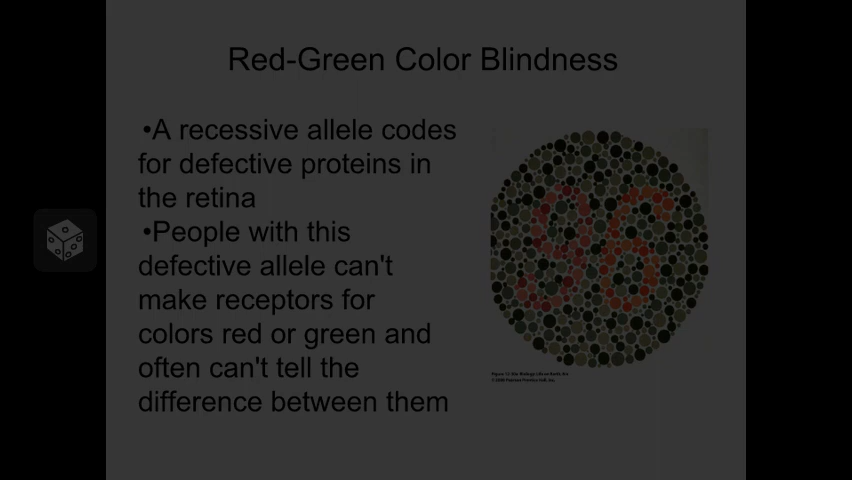 Red-Green Color Blindness
•A recessive allele codes
for defective proteins in
the retina
•People with this
defective allele can't
make receptors for
colors red or green and
often can't tell the
difference between them
96